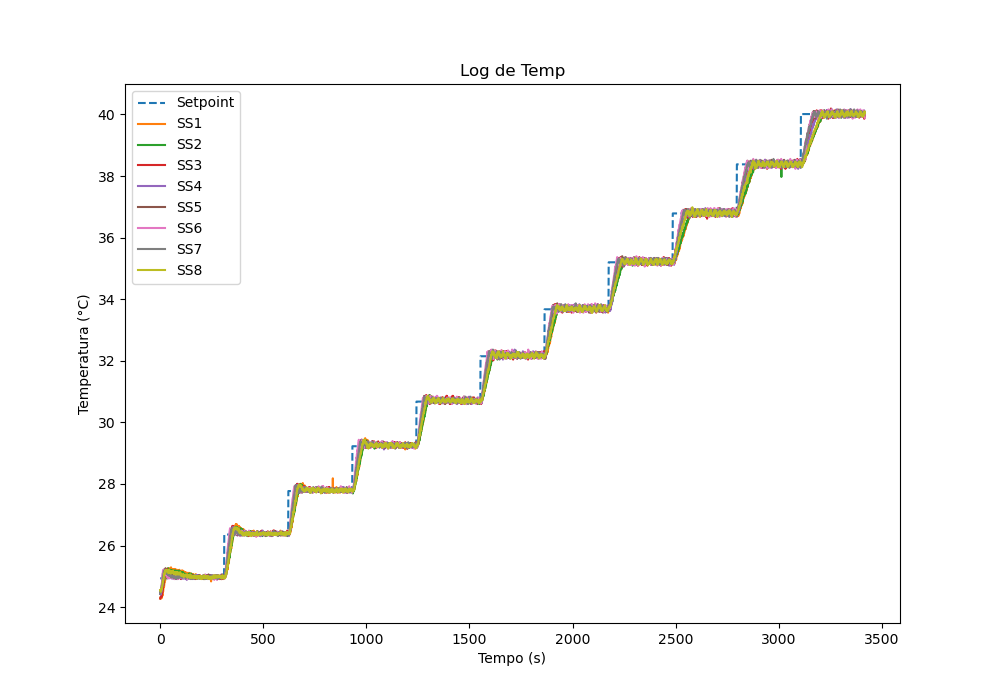 Log de Temp
Temperatura (°C)
40
38
36
34
32
30
28
26
24
Setpoint
SS1
SS2
SS3
SS4
SS5
SS6
SS7
SS8
0 500 1000 1500 2000 2500 3000 3500
Tempo (s)